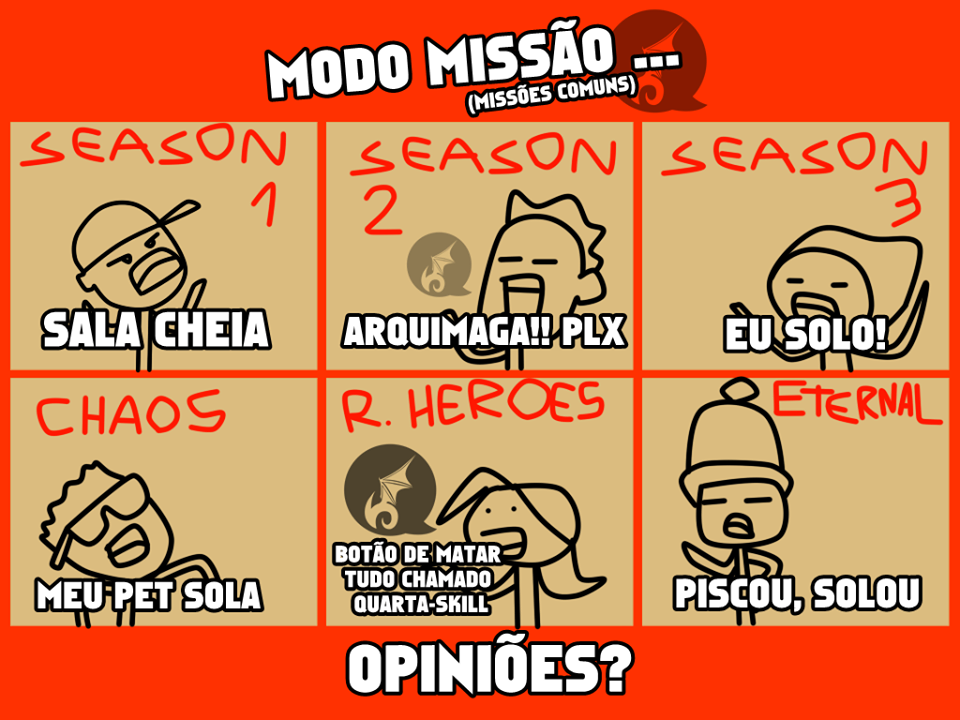 MODO MISSÃO ...
(MISSÕES COMUNS)
SEASON
1
SALA CHEIA
SEASON
2
ARQUIMAGA!! PLX
SEASON
3
EU SOLO!
CHAOS
MEU PET SOLA
R. HEROES
BOTÃO DE MATAR
TUDO CHAMADO
QUARTA-SKILL
ETERNAL
PISCOU, SOLOU
OPINIÕES?